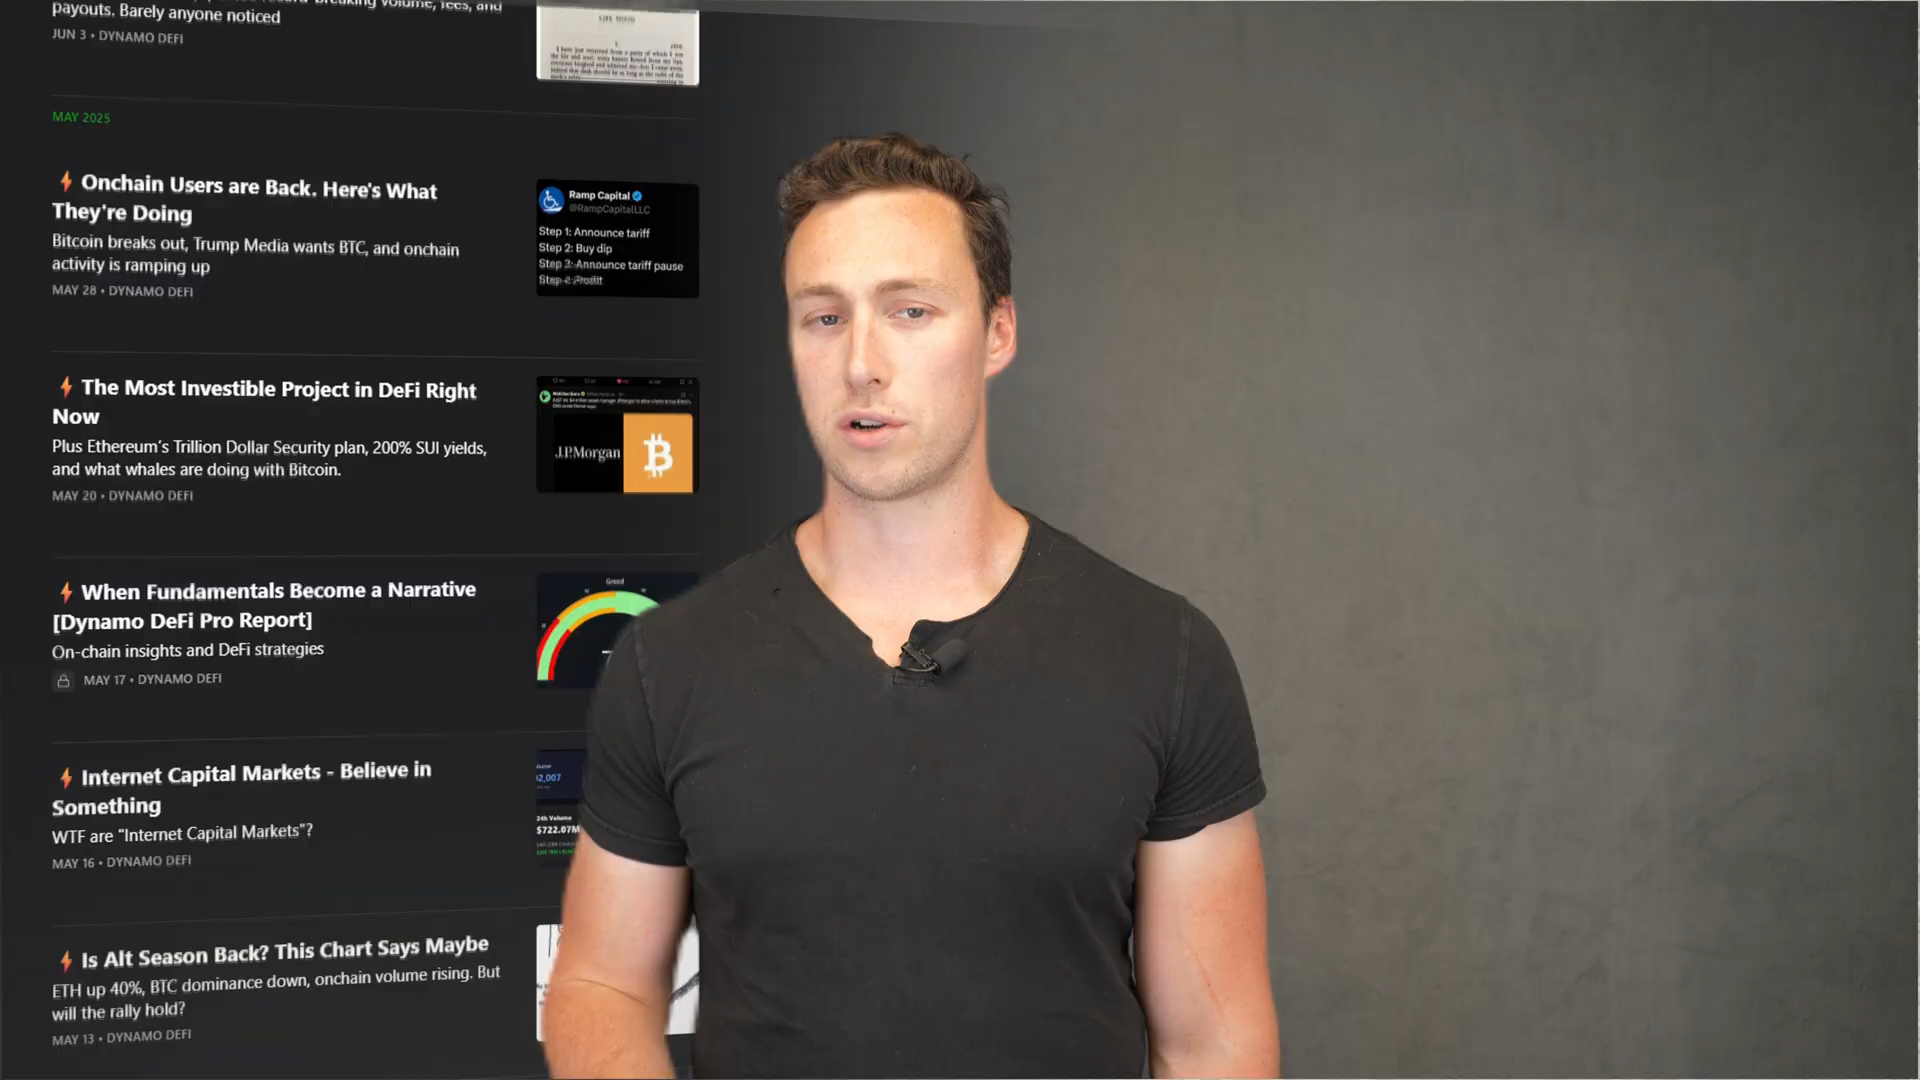 payouts. Barely anyone noticed
JUN 3 • DYNAMO DEFI
LIFE
MAY 2025
Onchain Users are Back. Here's What
They're Doing
Bitcoin breaks out, Trump Media wants BTC, and onchain
activity is ramping up
MAY 28 • DYNAMO DEFI
Ramp Capital
@RampCapitalLLC
Step 1: Announce tariff
Step 2: Buy dip
Step 3: Announce tariff pause
Step 4: Profit
The Most Investible Project in DeFi Right
Now
Plus Ethereum's Trillion Dollar Security plan, 200% SUI yields,
and what whales are doing with Bitcoin.
MAY 20 • DYNAMO DEFI
J.P.Morgan
When Fundamentals Become a Narrative
[Dynamo DeFi Pro Report]
On-chain insights and DeFi strategies
MAY 17 • DYNAMO DEFI
Greed
Internet Capital Markets - Believe in
Something
WTF are "Internet Capital Markets"?
MAY 16 • DYNAMO DEFI
24h Volume
$722.07M
Is Alt Season Back? This Chart Says Maybe
ETH up 40%, BTC dominance down, onchain volume rising. But
will the rally hold?
MAY 13 • DYNAMO DEFI